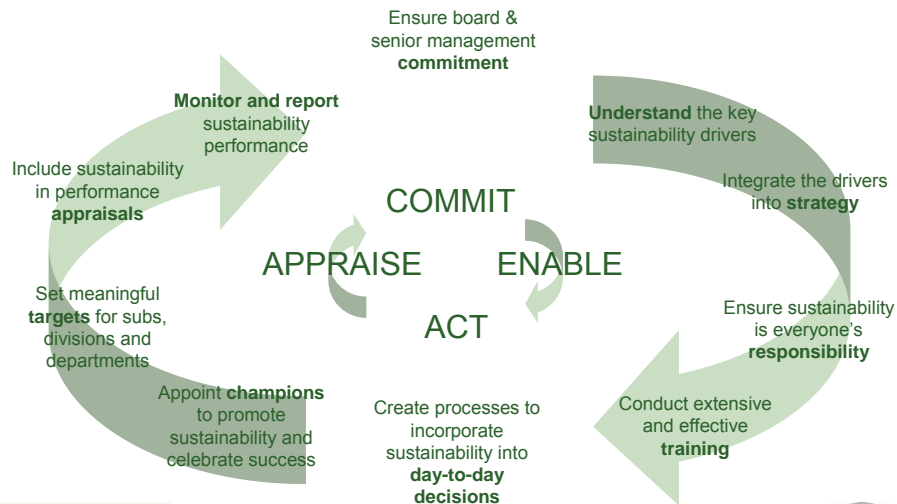 Ensure board &
senior management
commitment
Understand the key
sustainability drivers
Integrate the drivers
into strategy
Ensure sustainability
is everyone's
responsibility
Conduct extensive
and effective
training
Create processes to
incorporate
sustainability into
day-to-day
decisions
Appoint champions
to promote
sustainability and
celebrate success
Set meaningful
targets for subs,
divisions and
departments
Include sustainability
in performance
appraisals
Monitor and report
sustainability
performance
COMMIT
ENABLE
ACT
APPRAISE